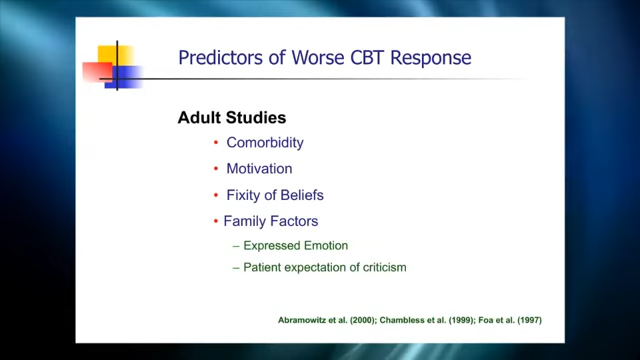 Predictors of Worse CBT Response
Adult Studies
• Comorbidity
• Motivation
• Fixity of Beliefs
• Family Factors
– Expressed Emotion
– Patient expectation of criticism
Abramowitz et al. (2000); Chambless et al. (1999); Foa et al. (1997)